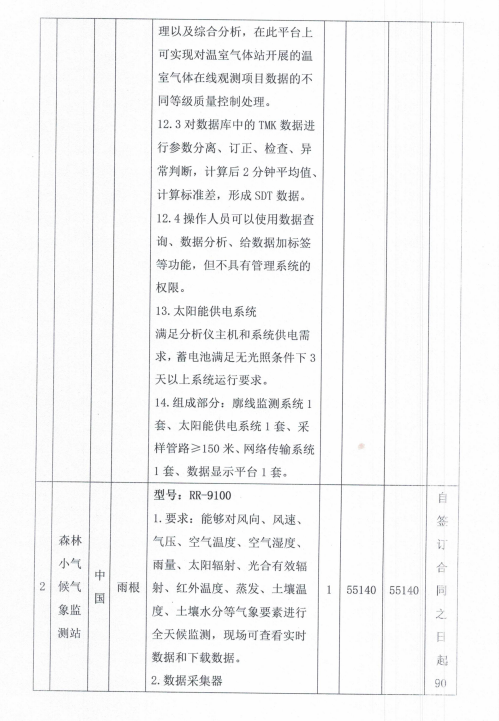 理以及综合分析，在此平台上
可实现对温室气体站开展的温
室气体在线观测项目数据的不
同等级质量控制处理。
12.3 对数据库中的 TMK 数据进
行参数分离、订正、检查、异
常判断，计算后 2 分钟平均值、
计算标准差，形成 SDT 数据。
12.4 操作人员可以使用数据查
询、数据分析、给数据加标签
等功能，但不具有管理系统的
权限。
13.太阳能供电系统
满足分析仪主机和系统供电需
求，蓄电池满足无光照条件下 3
天以上系统运行要求。
14.组成部分：廓线监测系统 1
套、太阳能供电系统 1 套、采
样管路≥150 米、网络传输系统
1 套、数据显示平台 1 套。
2
森林
小气
候气
象监
测站
中
国
雨根
型号：RR-9100
1.要求：能够对风向、风速、
气压、空气温度、空气湿度、
雨量、太阳辐射、光合有效辐
射、红外温度、蒸发、土壤温
度、土壤水分等气象要素进行
全天候监测，现场可查看实时
数据和下载数据。
2.数据采集器
1
55140
55140
自
签
订
合
同
之
日
起
90